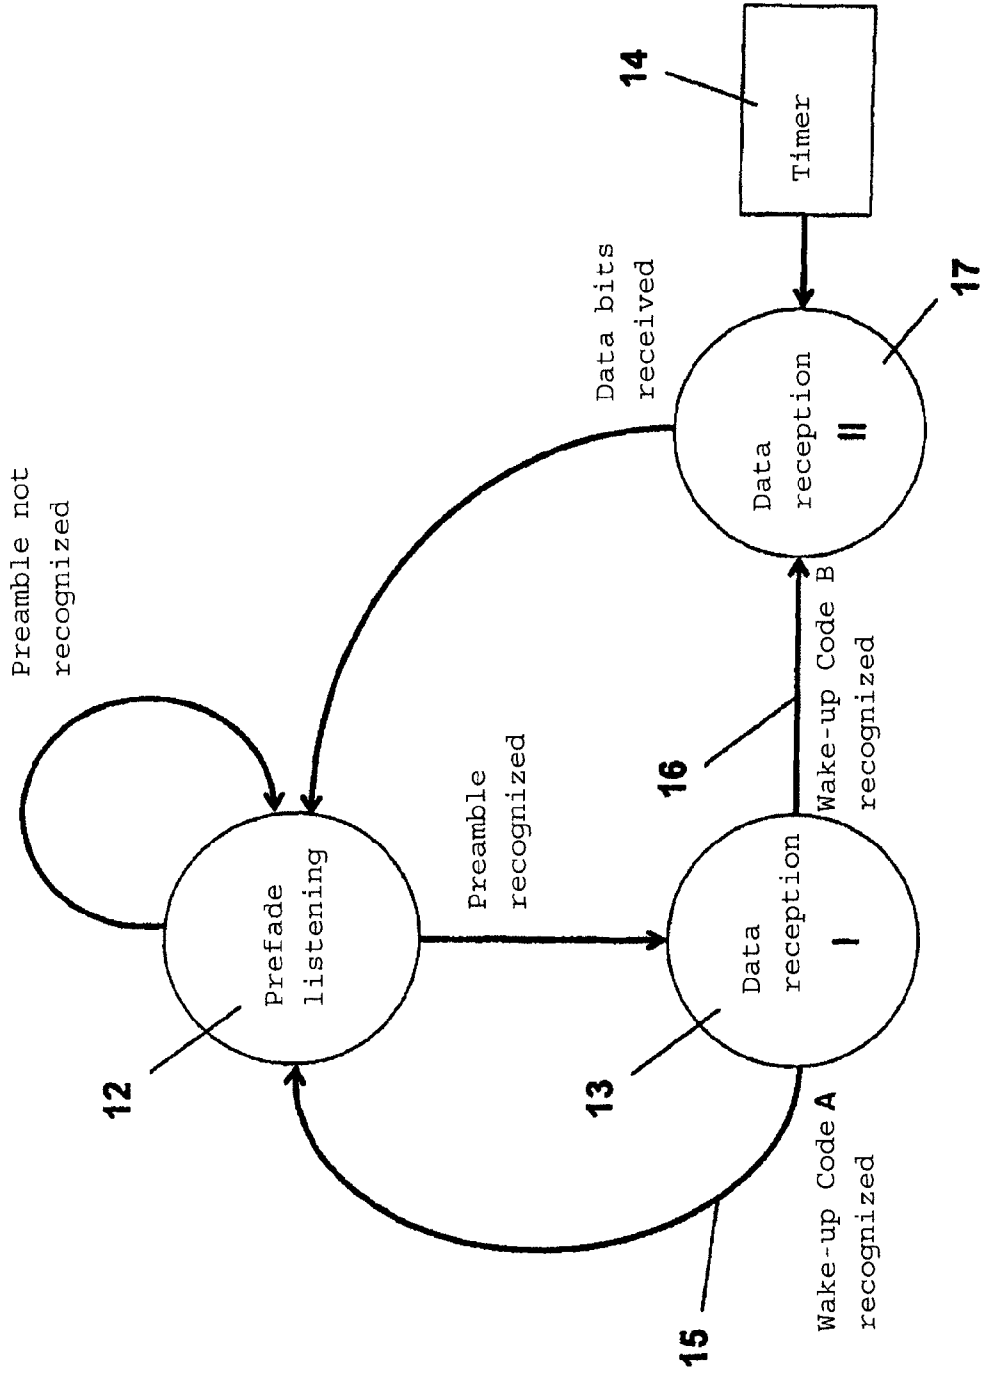 Preamble not
recognized
12
Prefade
listening
Preamble
recognized
Data bits
received
14
Timer
13
Data
reception
I
16
Data
reception
II
17
15
Wake-up Code A
recognized
Wake-up Code B
recognized